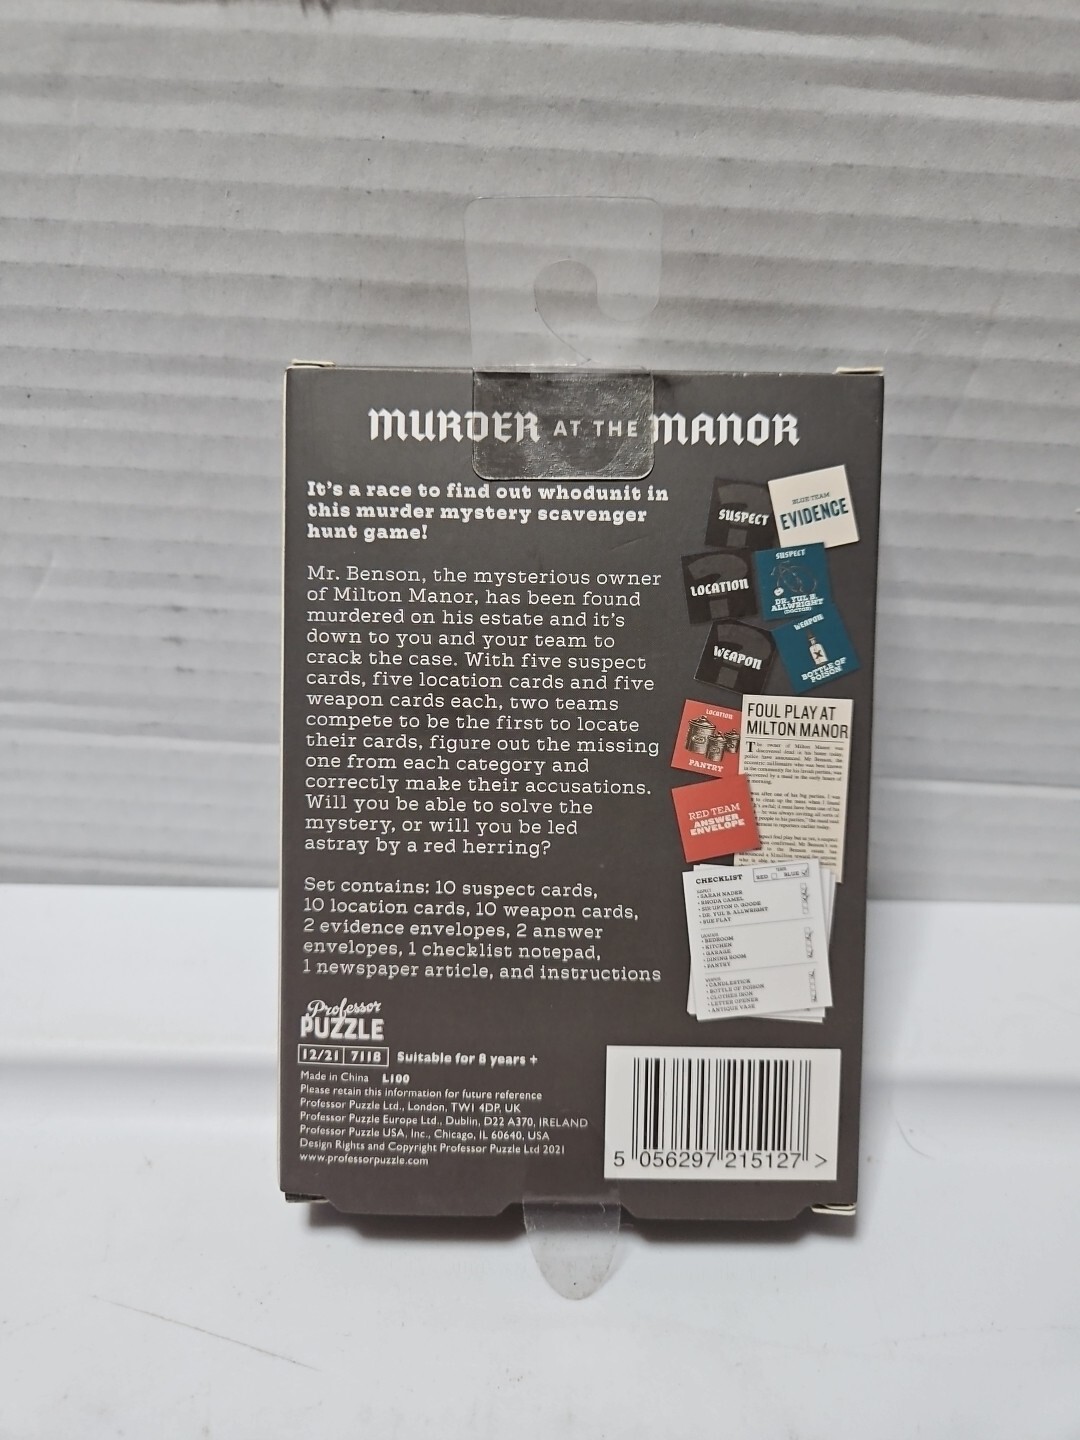 MURDER AT THE MANOR
It's a race to find out whodunit in
this murder mystery scavenger
hunt game!
Mr. Benson, the mysterious owner
of Milton Manor, has been found
murdered on his estate and it's
down to you and your team to
crack the case. With five suspect
cards, five location cards and five
weapon cards each, two teams
compete to be the first to locate
their cards, figure out the missing
one from each category and
correctly make their accusations.
Will you be able to solve the
mystery, or will you be led
astray by a red herring?
Set contains: 10 suspect cards,
10 location cards, 10 weapon cards,
2 evidence envelopes, 2 answer
envelopes, 1 checklist notepad,
1 newspaper article, and instructions
Professor
PUZZLE
12/21 7118 Suitable for 8 years +
Made in China L100
Please retain this information for future reference
Professor Puzzle Ltd., London, TW1 4DP, UK
Professor Puzzle Europe Ltd., Dublin, D22 A370, IRELAND
Professor Puzzle USA, Inc., Chicago, IL 60640, USA
Design Rights and Copyright Professor Puzzle Ltd 2021
www.professorpuzzle.com
SUSPECT
BLUE TEAM
EVIDENCE
LOCATION
SUSPECT
DR. YUL B.
ALLWRIGHT
(DOCTOR)
WEAPON
WEAPON
BOTTLE OF
POISON
LOCATION
PANTRY
FOUL PLAY AT
MILTON MANOR
RED TEAM
ANSWER
ENVELOPE
CHECKLIST
RED BLUE
SARAH NADER
RHODA CAMEL
SIR UPTON O. GOODE
DR. YUL B. ALLWRIGHT
SUE FLAY
BEDROOM
KITCHEN
GARAGE
DINING ROOM
PANTRY
CANDLESTICK
BOTTLE OF POISON
CLOTHES IRON
LETTER OPENER
ANTIQUE VASE
5 056297 215127 >